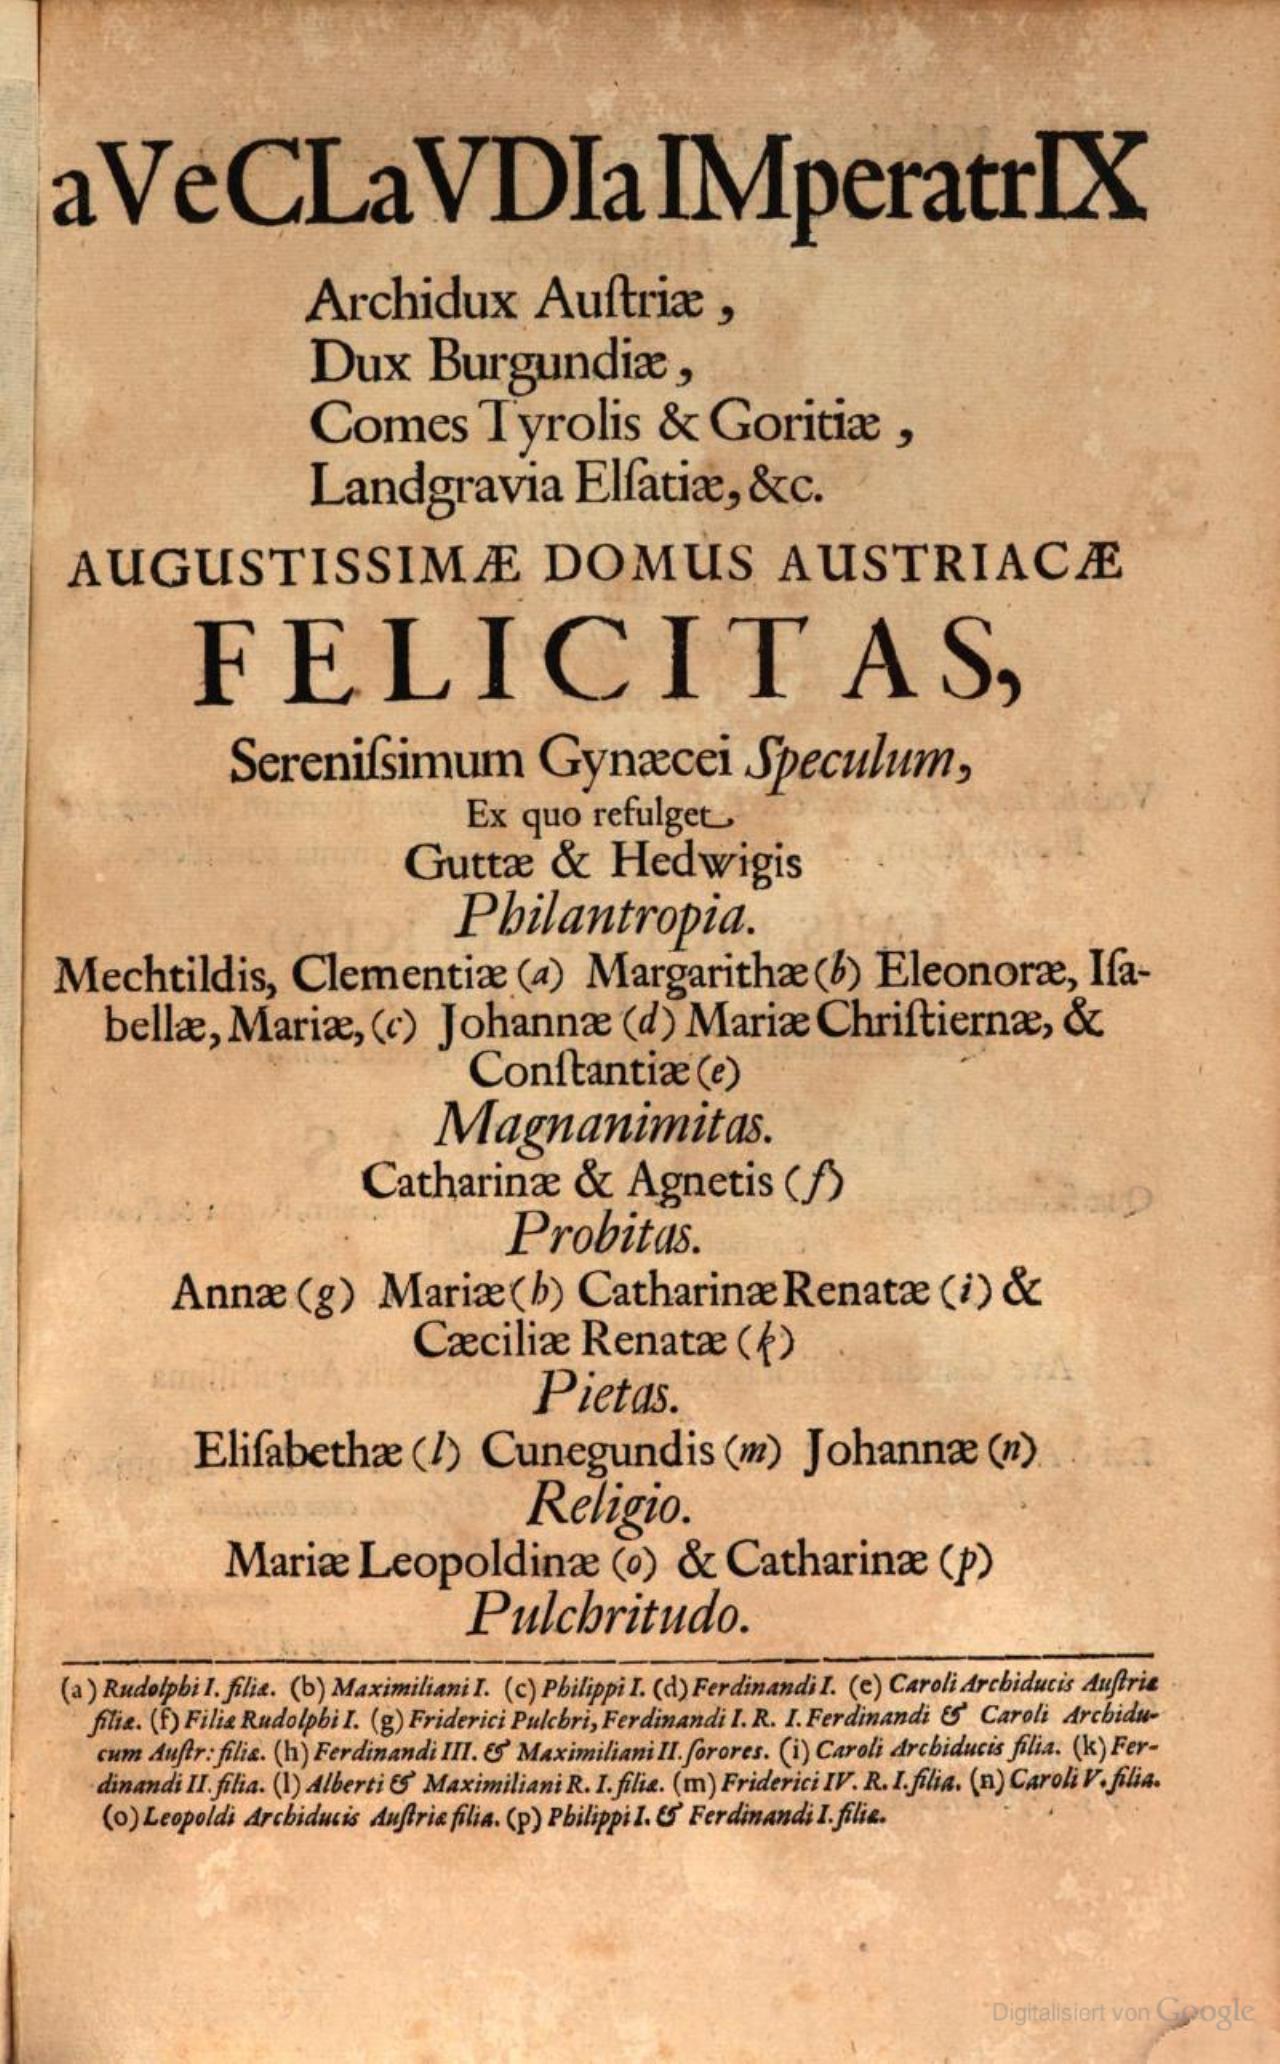 aVeCLaVDIa IMperatrIX
Archidux Auſtriæ,
Dux Burgundiæ,
Comes Tyrolis & Goritiæ,
Landgravia Elſatiæ, &c.
AUGUSTISSIMÆ DOMUS AUSTRIACÆ
FELICITAS,
Sereniſsimum Gynæcei Speculum,
Ex quo refulget
Guttæ & Hedwigis
Philantropia.
Mechtildis, Clementiæ (a) Margarithæ (b) Eleonoræ, Iſa-
bellæ, Mariæ, (c) Johannæ (d) Mariæ Chriſtiernæ, &
Conſtantiæ (e)
Magnanimitas.
Catharinæ & Agnetis (f)
Probitas.
Annæ (g) Mariæ (h) Catharinæ Renatæ (i) &
Cæciliæ Renatæ (k)
Pietas.
Eliſabethæ (l) Cunegundis (m) Johannæ (n)
Religio.
Mariæ Leopoldinæ (o) & Catharinæ (p)
Pulchritudo.
(a) Rudolphi I. filiæ. (b) Maximiliani I. (c) Philippi I. (d) Ferdinandi I. (e) Caroli Archiducis Auſtriæ
filiæ. (f) Filiæ Rudolphi I. (g) Friderici Pulchri, Ferdinandi I. R. I. Ferdinandi & Caroli Archidu-
cum Auſtr: filiæ. (h) Ferdinandi III. & Maximiliani II. ſorores. (i) Caroli Archiducis filia. (k) Fer-
dinandi II. filia. (l) Alberti & Maximiliani R. I. filiæ. (m) Friderici IV. R. I. filia. (n) Caroli V. filia.
(o) Leopoldi Archiducis Auſtriæ filia. (p) Philippi I. & Ferdinandi I. filiæ.
Digitalisiert von Google